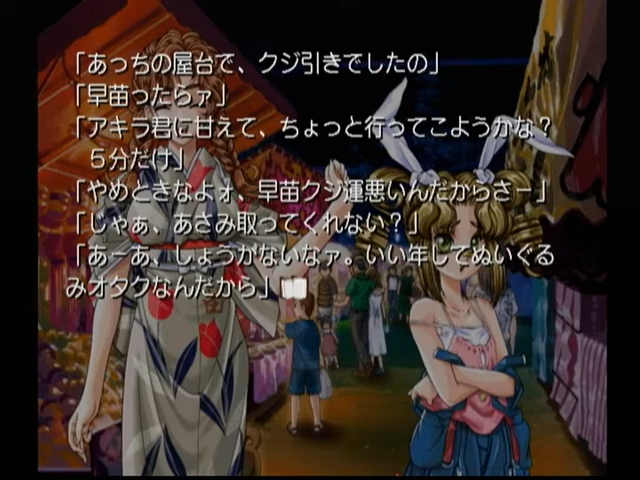 「あっちの屋台で、クジ引きでしたの」
「早苗ったらァ」
「アキラ君に甘えて、ちょっと行ってこようかな？
５分だけ」
「やめときなよォ、早苗クジ運悪いんだからさー」
「じゃぁ、あさみ取ってくれない？」
「あーあ、しょうがないなァ。いい年してぬいぐる
みオタクなんだから」